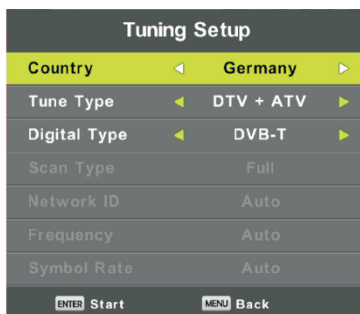 Tuning Setup
Country Germany
Tune Type DTV + ATV
Digital Type DVB-T
Scan Type Full
Network ID Auto
Frequency Auto
Symbol Rate Auto
ENTER Start MENU Back